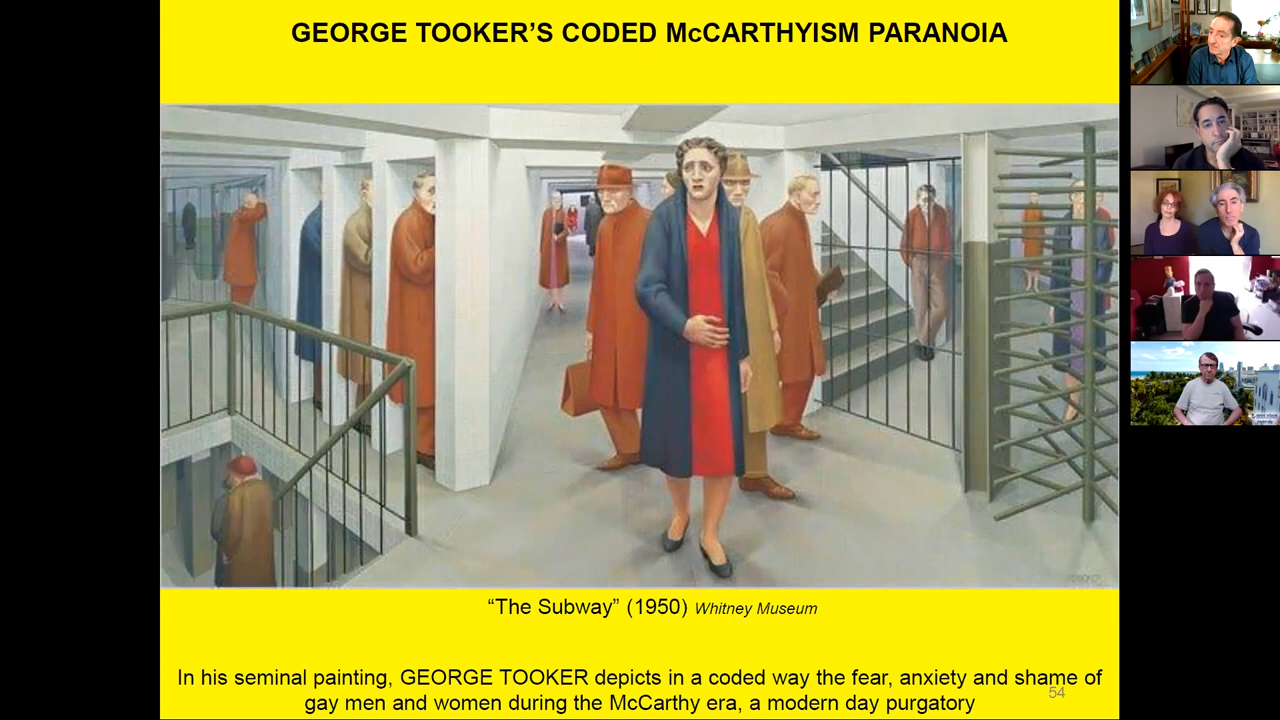 GEORGE TOOKER’S CODED McCARTHYISM PARANOIA
“The Subway” (1950) Whitney Museum
In his seminal painting, GEORGE TOOKER depicts in a coded way the fear, anxiety and shame of
gay men and women during the McCarthy era, a modern day purgatory
54